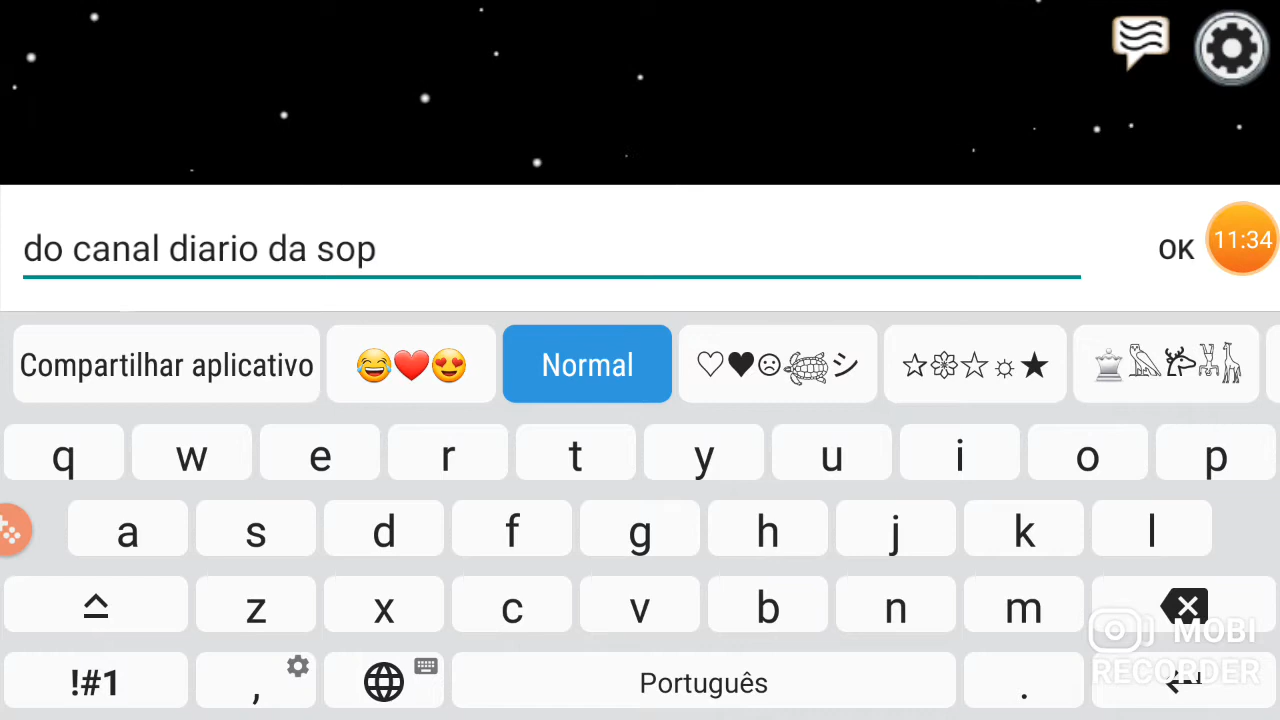 do canal diario da sop
OK
11:34
Compartilhar aplicativo
Normal
q w e r t y u i o p
a s d f g h j k l
z x c v b n m
!#1 , Português .
MOBI
RECORDER